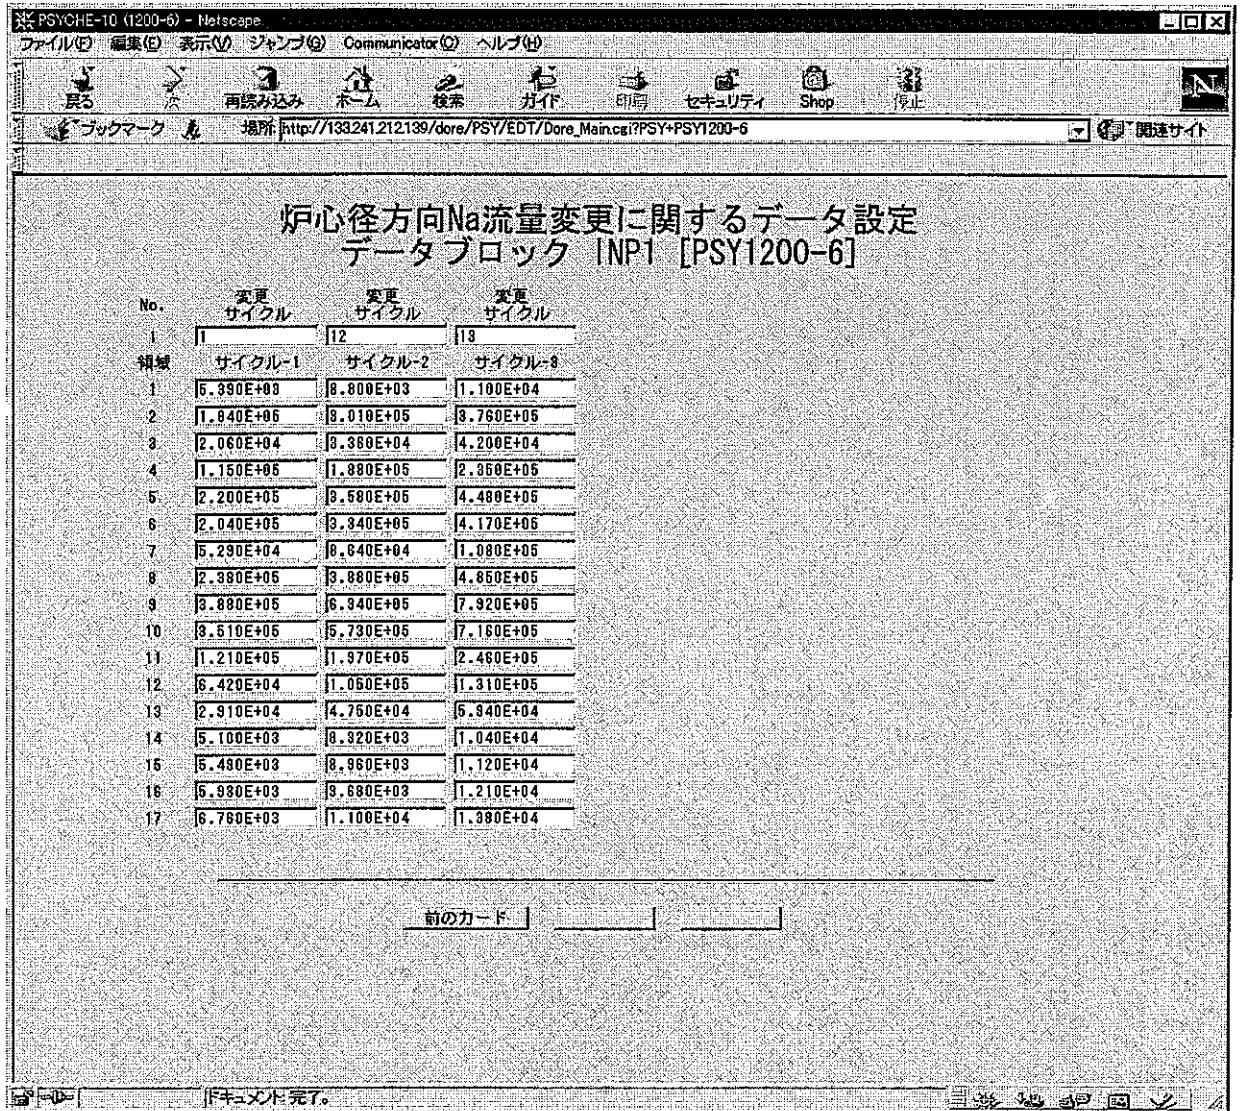 PSYCHE-10 (1200-6) - Netscape
ファイル(F) 編集(E) 表示(V) ジャンプ(G) Communicator(C) ヘルプ(H)
戻る 次 再読み込み ホーム 検索 ガイド 印刷 セキュリティ Shop 停止
ブックマーク 場所: http://133.241.212.139/dore/PSY/EDT/Dore_Main.cgi?PSY+PSY1200-6 関連サイト
炉心径方向Na流量変更に関するデータ設定
データブロック INP1 [PSY1200-6]
No. 変更サイクル 変更サイクル 変更サイクル
1 1 12 13
領域 サイクル-1 サイクル-2 サイクル-3
1 5.390E+03 8.800E+03 1.100E+04
2 1.840E+05 3.010E+05 3.760E+05
3 2.060E+04 3.360E+04 4.200E+04
4 1.150E+05 1.880E+05 2.350E+05
5 2.200E+05 3.580E+05 4.480E+05
6 2.040E+05 3.340E+05 4.170E+05
7 5.290E+04 8.640E+04 1.080E+05
8 2.380E+05 3.880E+05 4.850E+05
9 3.880E+05 6.340E+05 7.920E+05
10 3.510E+05 5.730E+05 7.160E+05
11 1.210E+05 1.970E+05 2.460E+05
12 6.420E+04 1.050E+05 1.310E+05
13 2.910E+04 4.750E+04 5.940E+04
14 5.100E+03 8.320E+03 1.040E+04
15 5.480E+03 8.960E+03 1.120E+04
16 5.930E+03 9.680E+03 1.210E+04
17 6.760E+03 1.100E+04 1.380E+04
前のカード
ドキュメント: 完了。